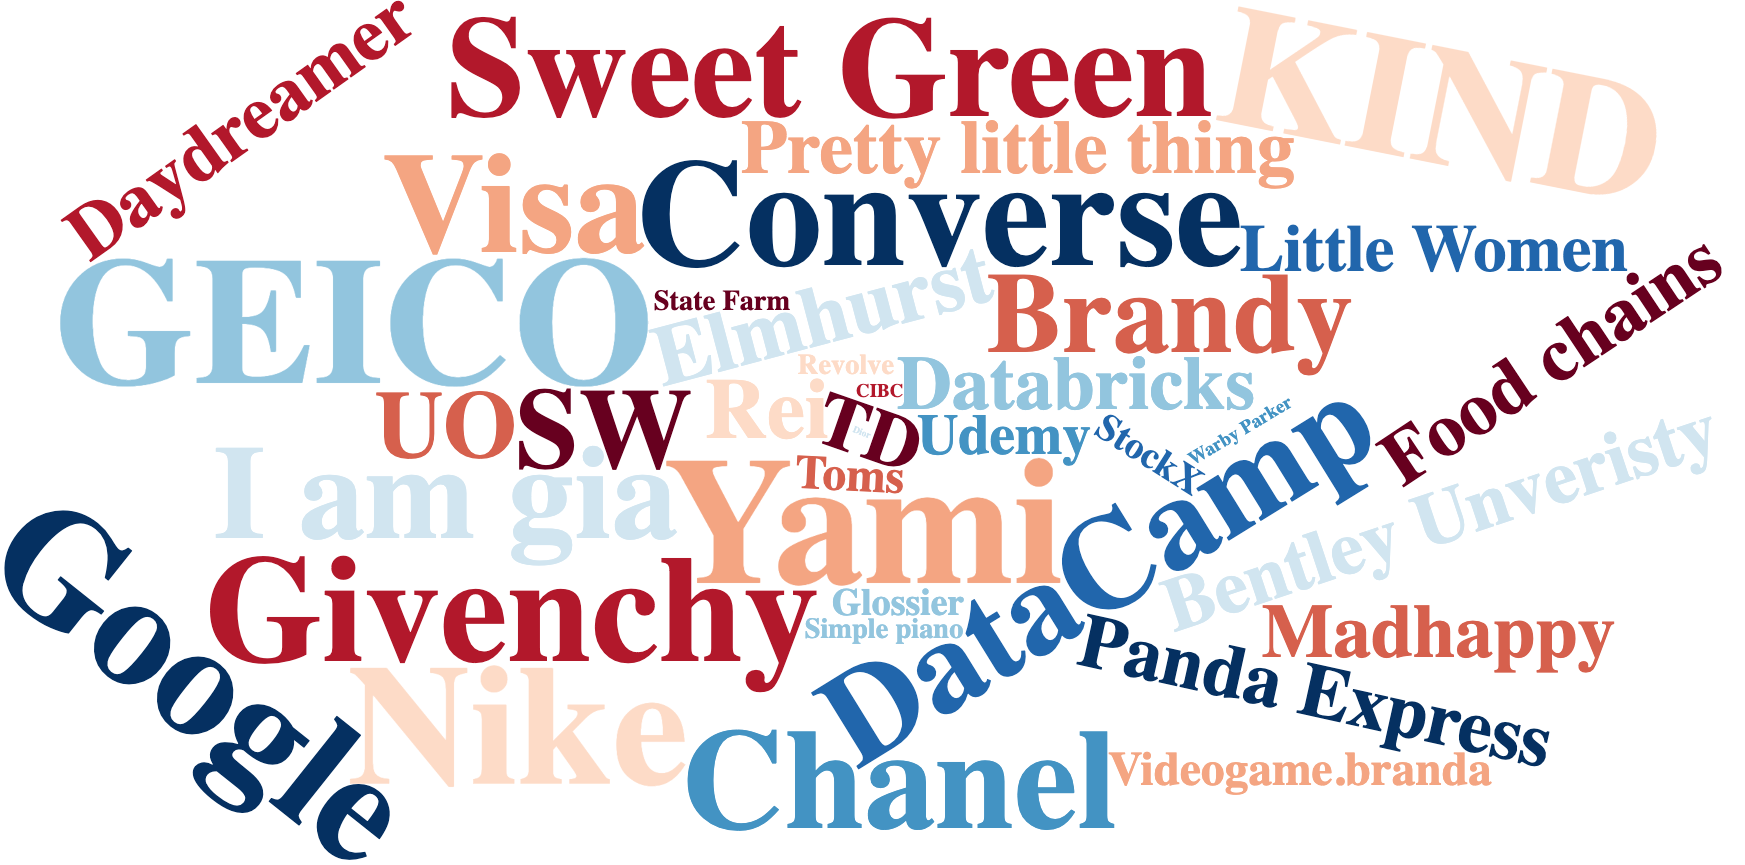 Daydreamer
Sweet Green
KIND
Pretty little thing
Visa
Converse
Little Women
GEICO
State Farm
Elmhurst
Brandy
Food chains
Revolve
CIBC
Databricks
UO
SW
Rei
TD
Dior
Udemy
StockX
Warby Parker
I am gia
Toms
Yami
DataCamp
Bentley Unveristy
Google
Givenchy
Glossier
Simple piano
Madhappy
Panda Express
Nike
Chanel
Videogame.branda